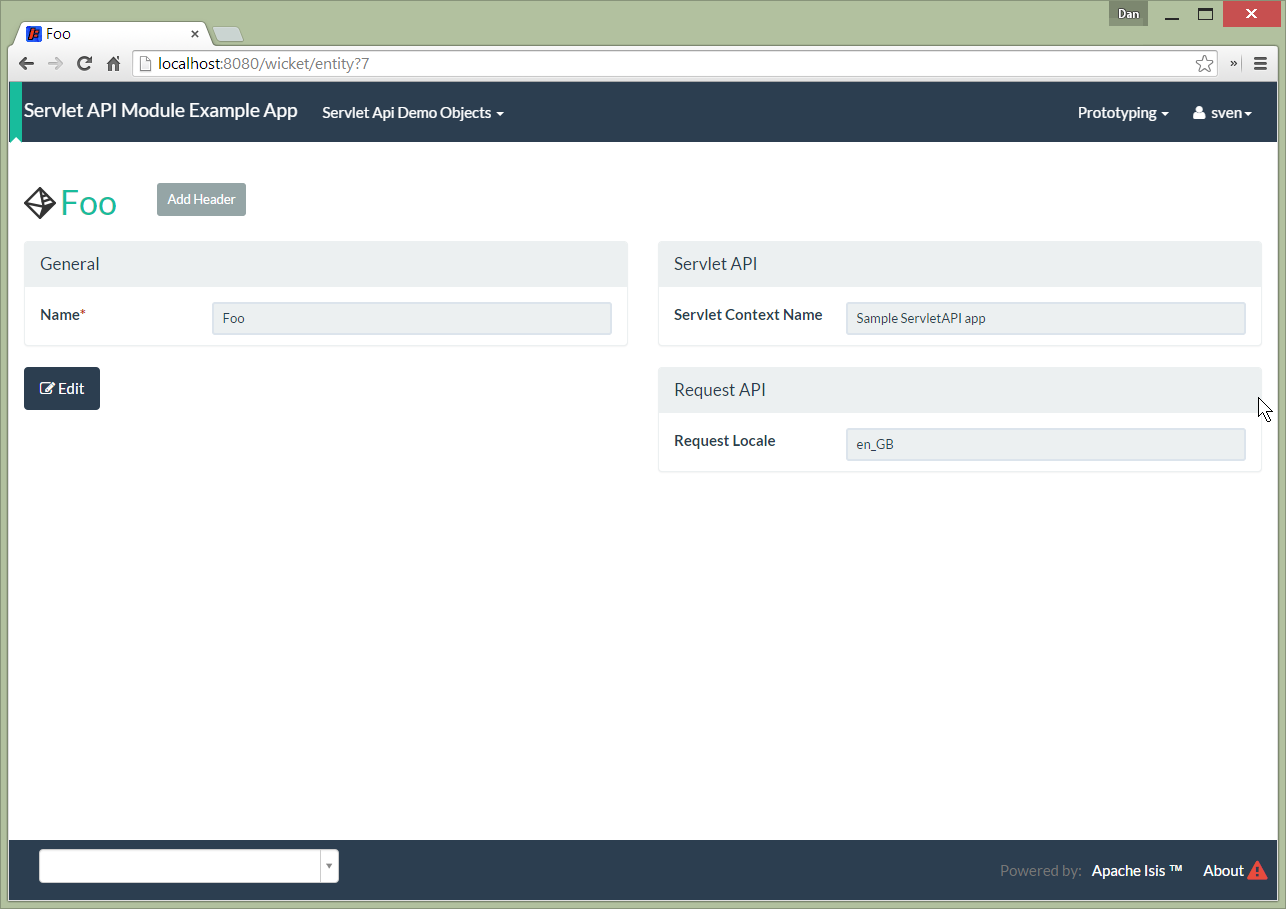 Dan
Foo
localhost:8080/wicket/entity?7
Servlet API Module Example App Servlet Api Demo Objects Prototyping sven
Foo Add Header
General
Name* Foo
Edit
Servlet API
Servlet Context Name Sample ServletAPI app
Request API
Request Locale en_GB
Powered by: Apache Isis ™ About